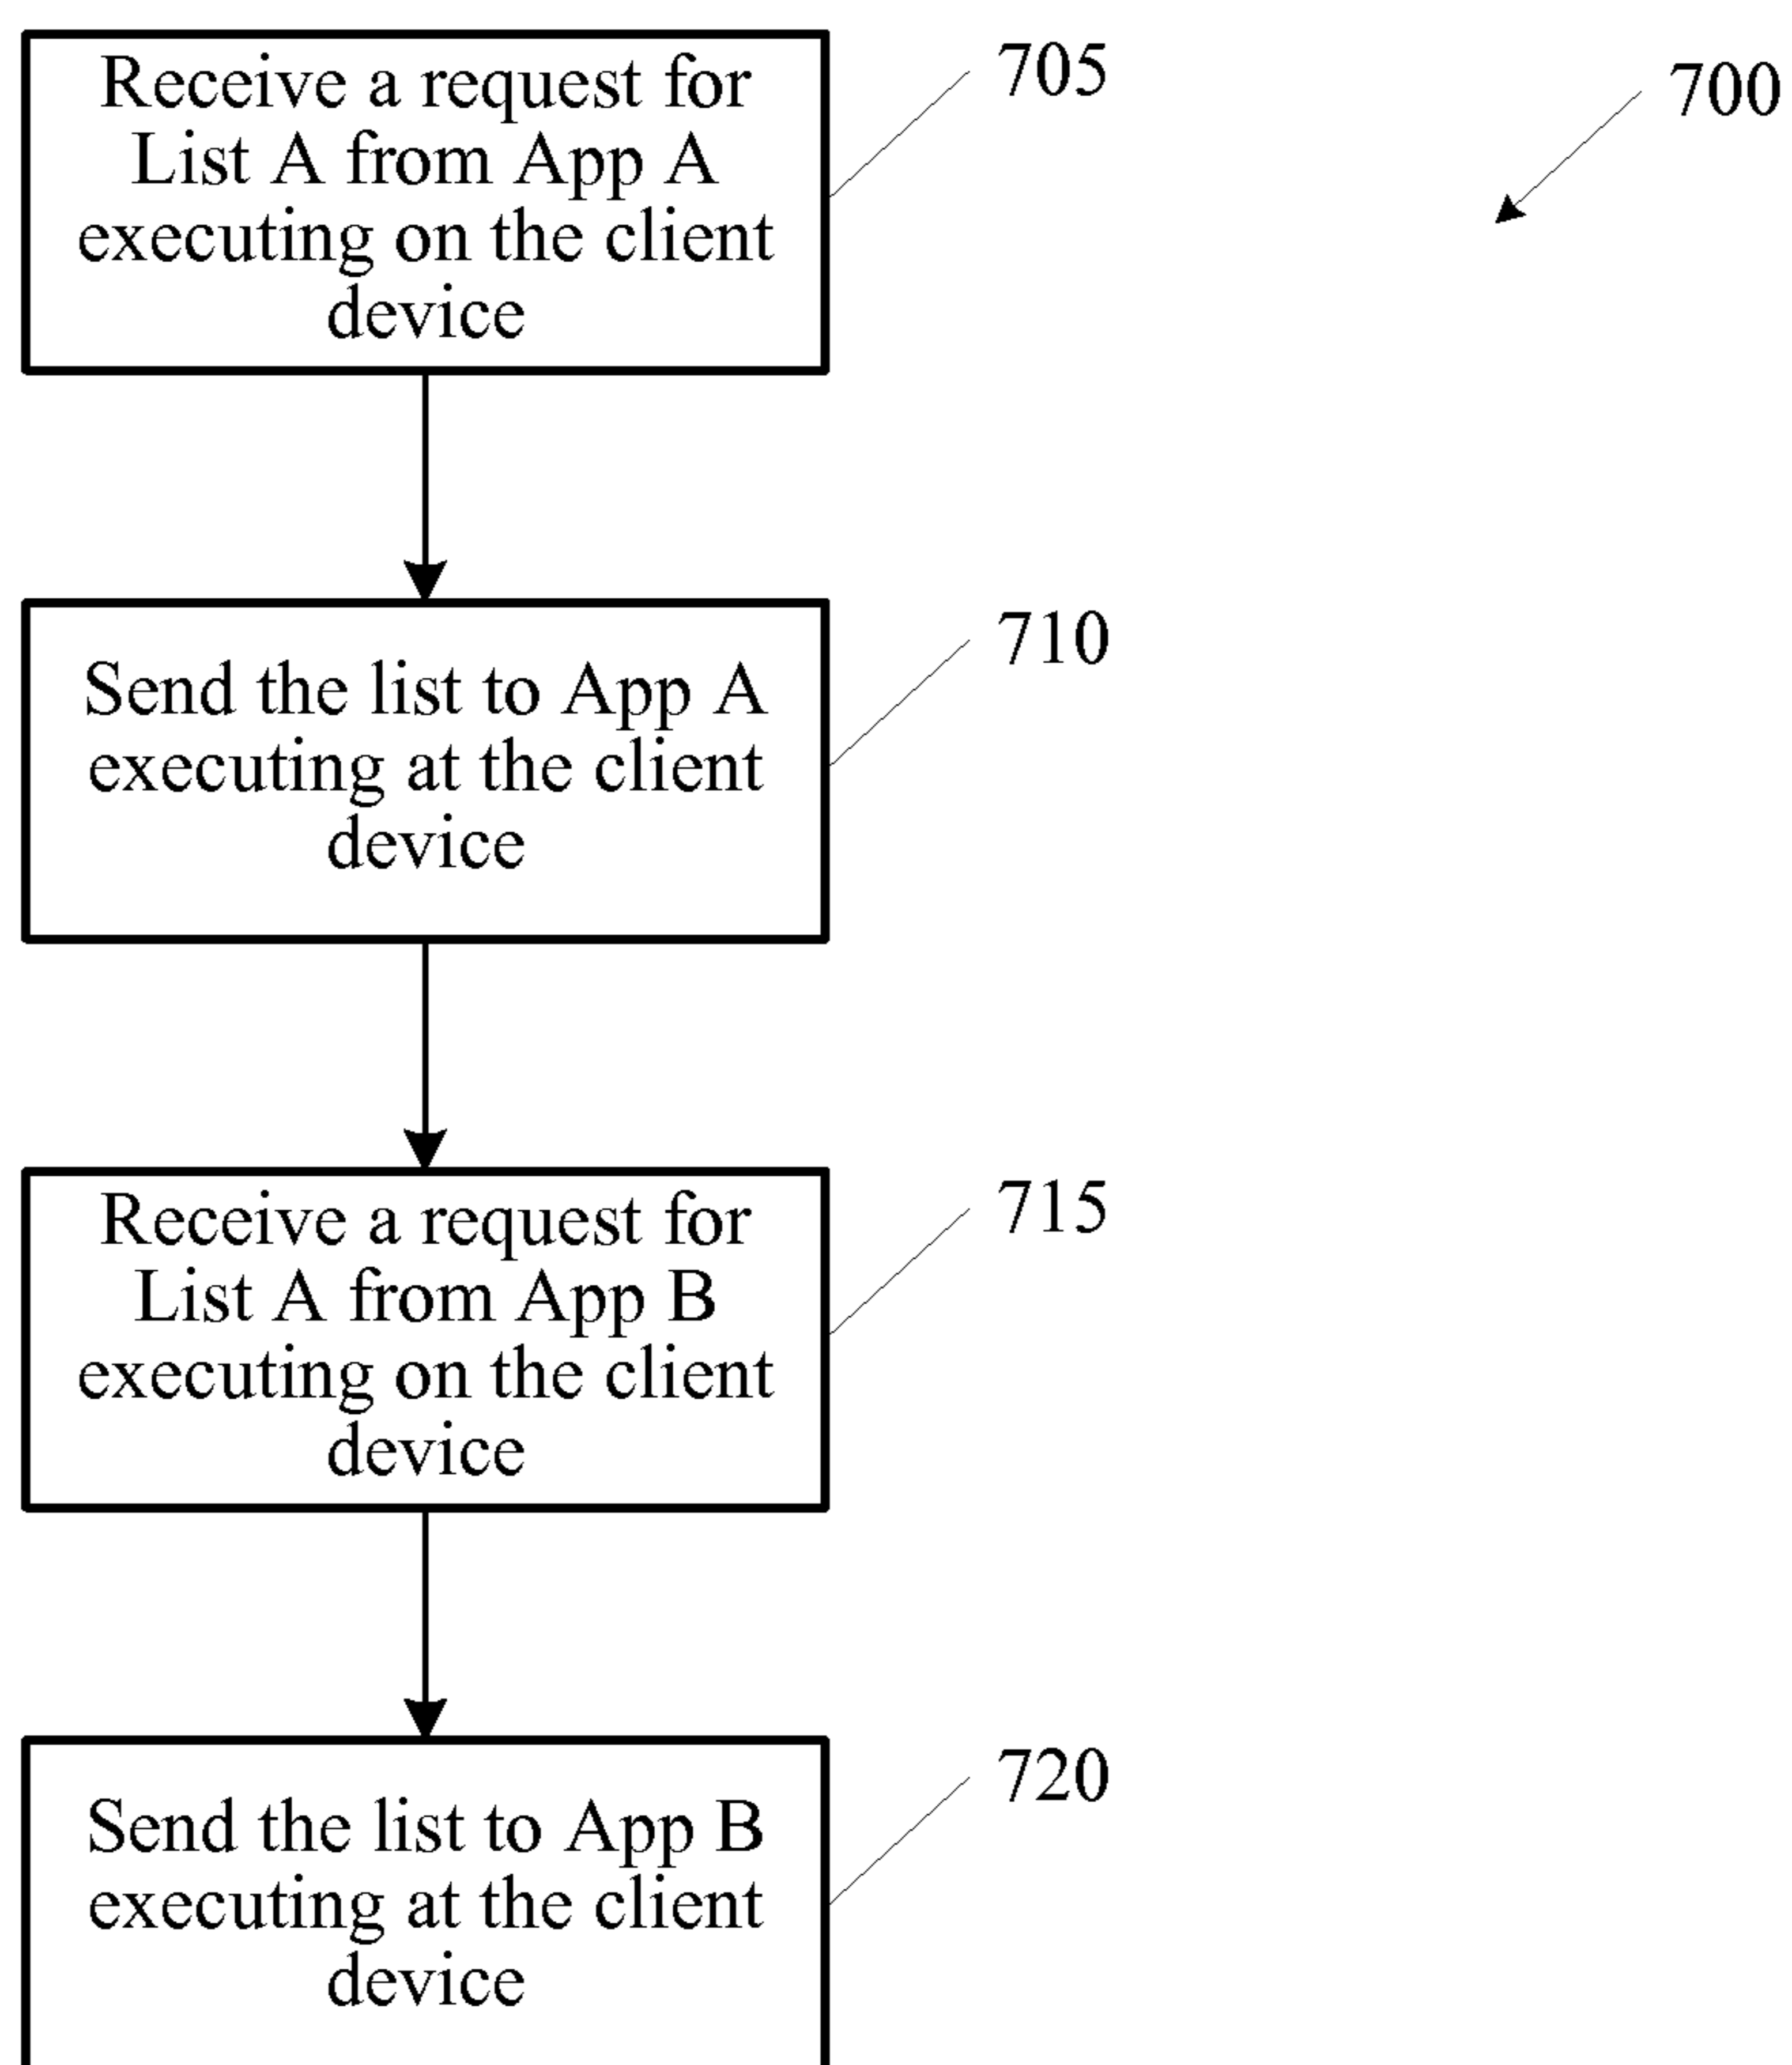 Receive a request for
List A from App A
executing on the client
device
705
700
Send the list to App A
executing at the client
device
710
Receive a request for
List A from App B
executing on the client
device
715
Send the list to App B
executing at the client
device
720